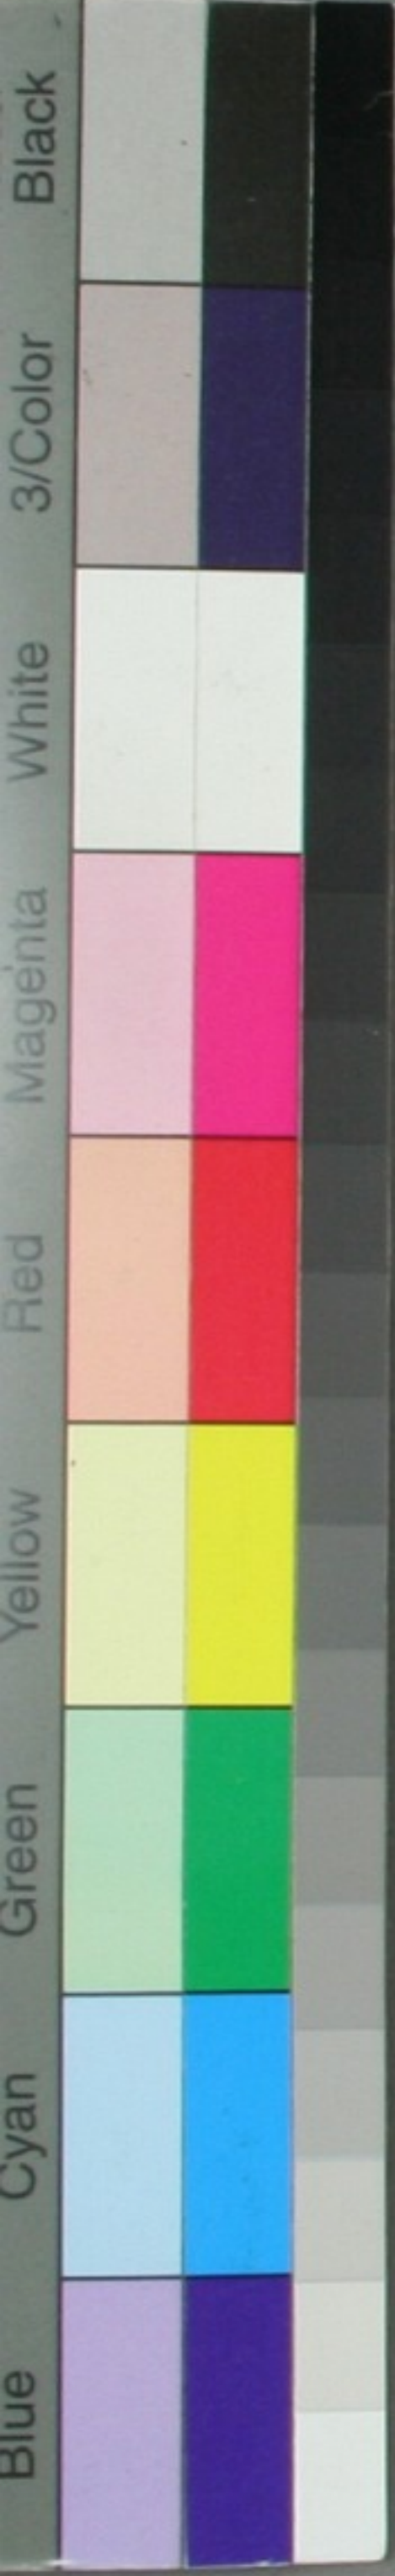 Black
3/Color
White
Magenta
Red
Yellow
Green
Cyan
Blue